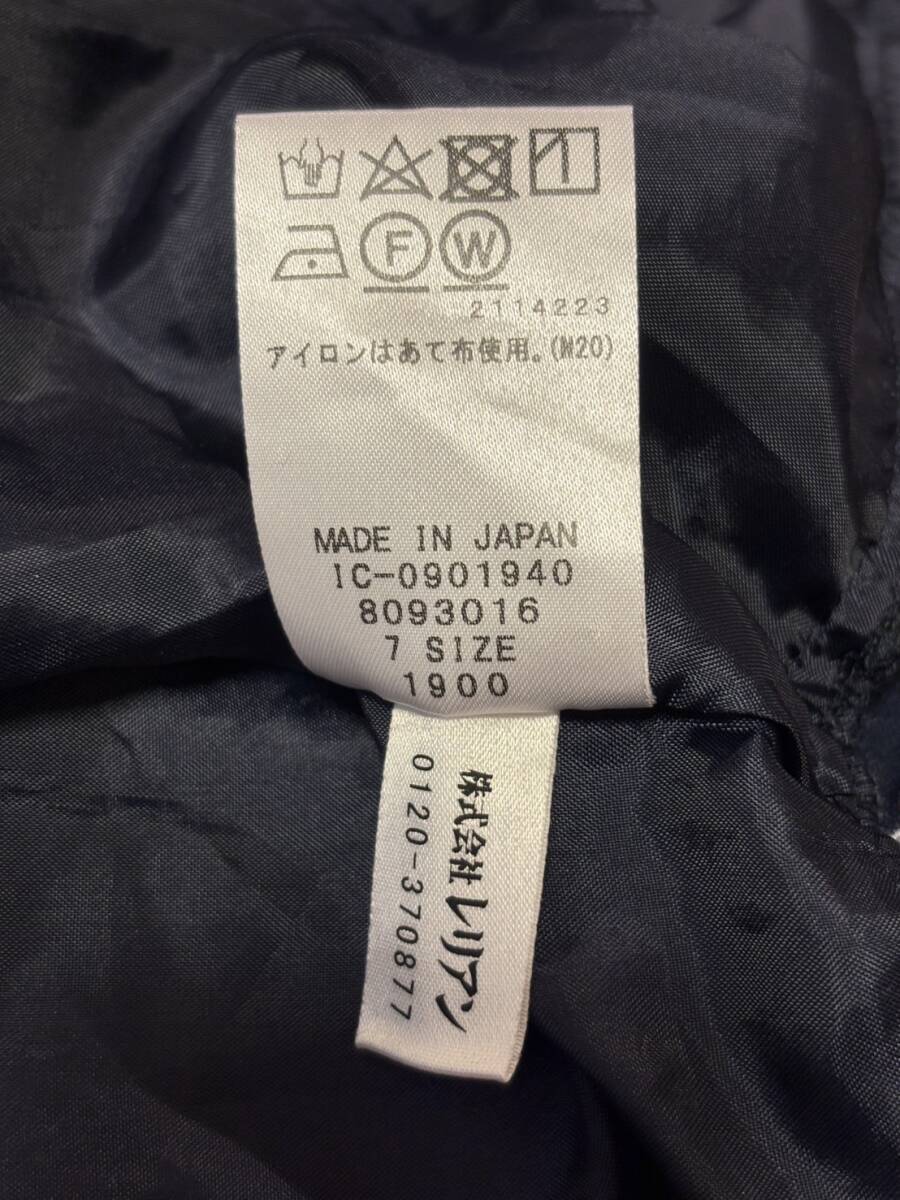 F W
2114223
アイロンはあて布使用。(M20)
MADE IN JAPAN
IC-0901940
8093016
7 SIZE
1900
株式会社レリアン
0120-370877